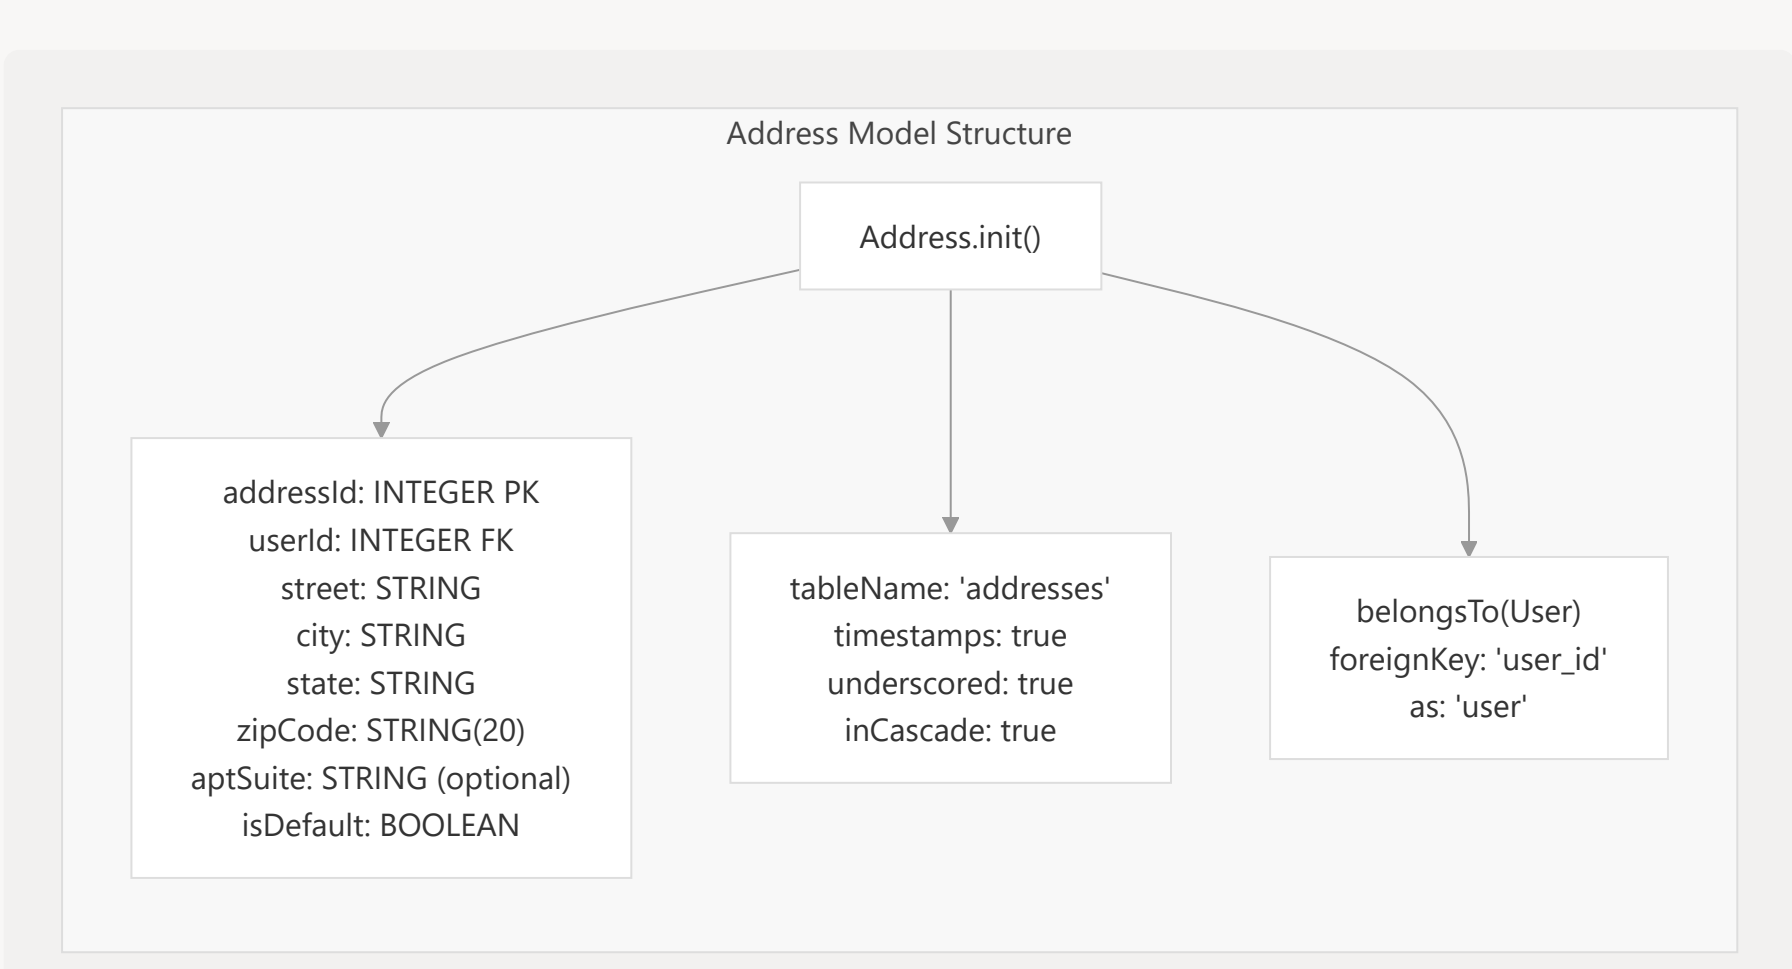 Address Model Structure
Address.init()
addressId: INTEGER PK
userId: INTEGER FK
street: STRING
city: STRING
state: STRING
zipCode: STRING(20)
aptSuite: STRING (optional)
isDefault: BOOLEAN
tableName: 'addresses'
timestamps: true
underscored: true
inCascade: true
belongsTo(User)
foreignKey: 'user_id'
as: 'user'